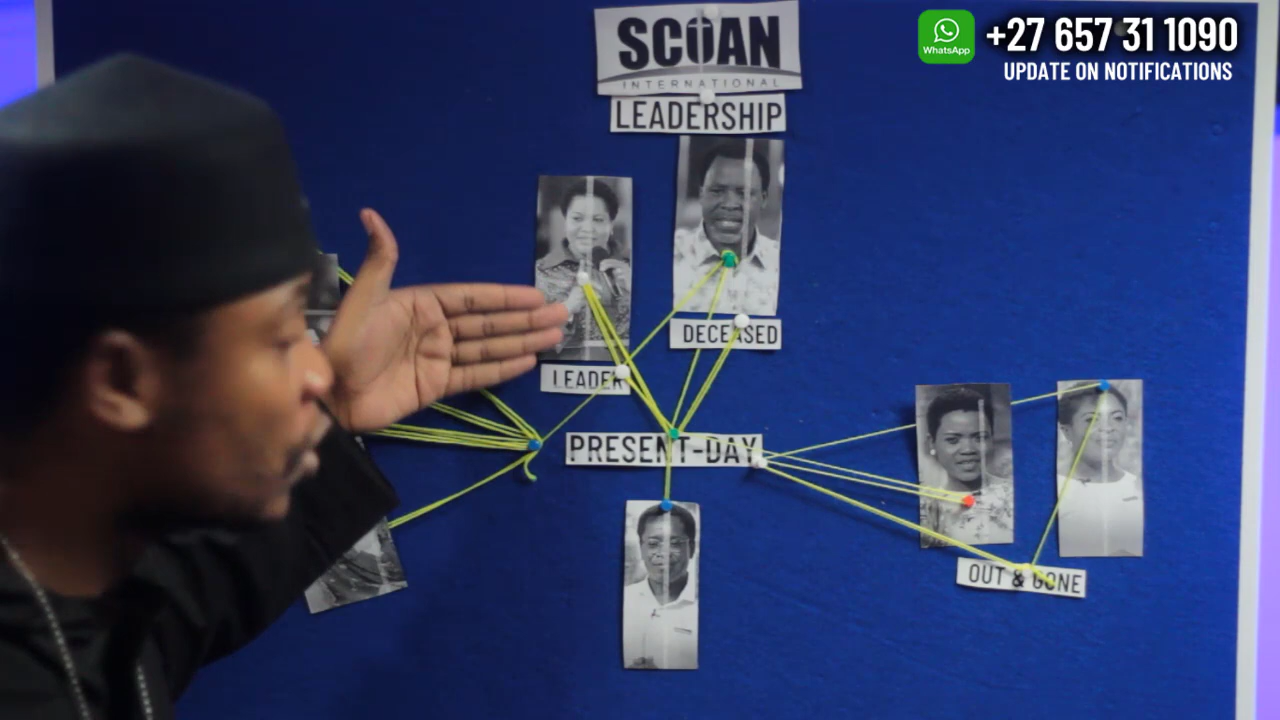 SCOAN
INTERNATIONAL
LEADERSHIP
WhatsApp
+27 657 31 1090
UPDATE ON NOTIFICATIONS
DECEASED
LEADER
PRESENT-DAY
OUT & GONE